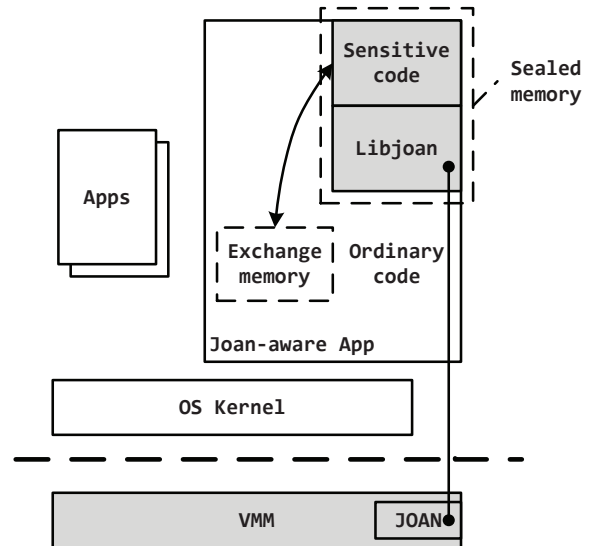 Sensitive
code
Sealed
memory
Libjoan
Apps
Exchange
memory
Ordinary
code
Joan-aware App
OS Kernel
VMM
JOAN